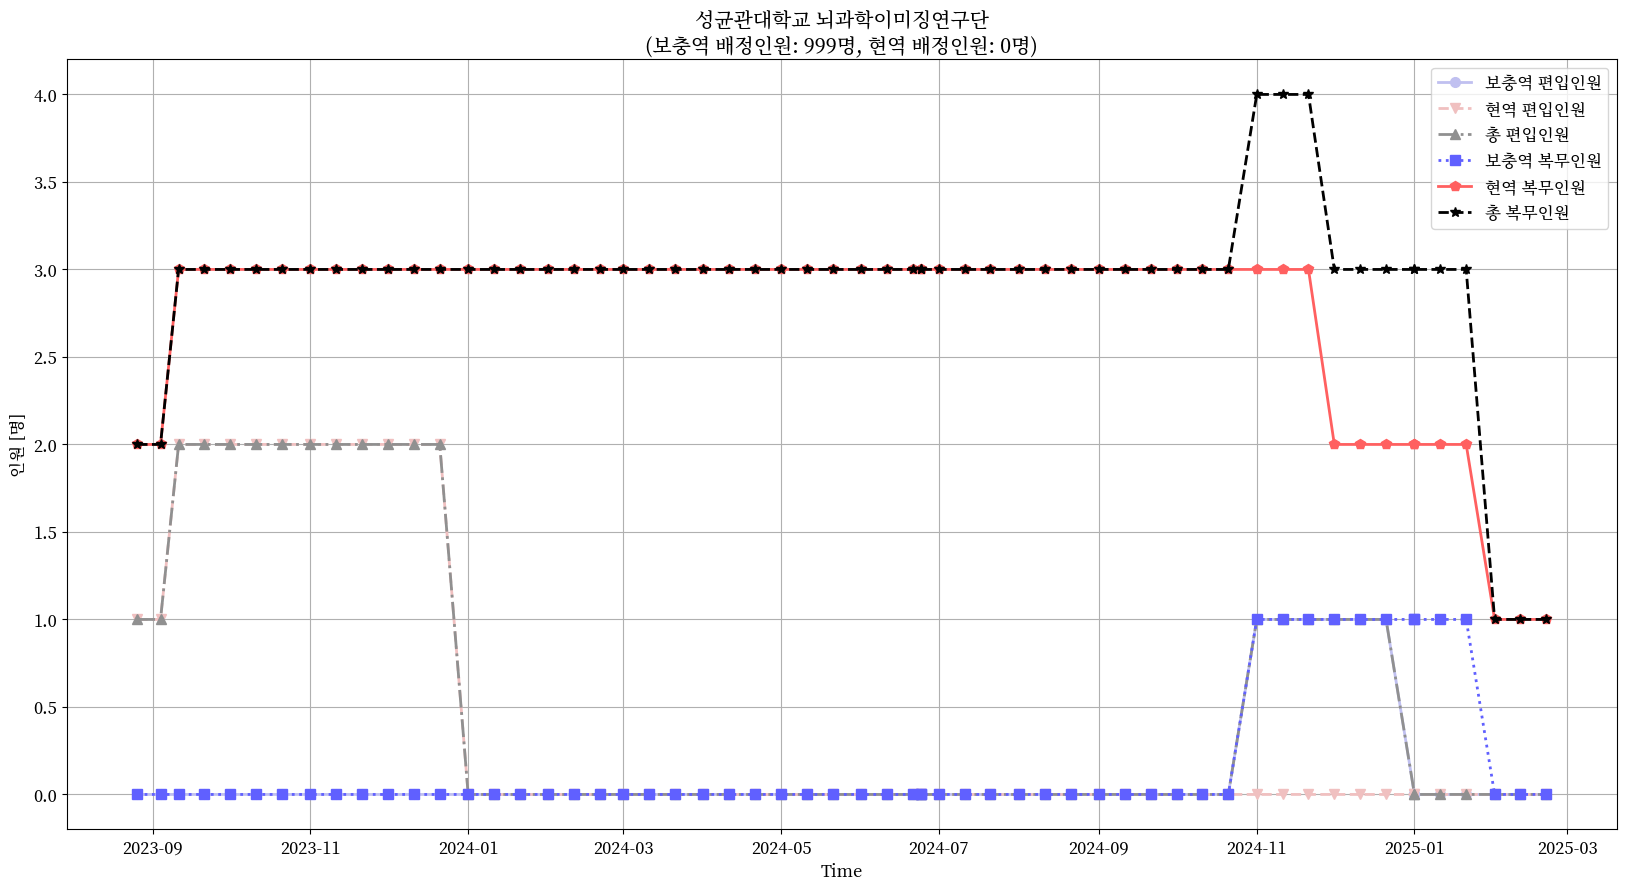 성균관대학교 뇌과학이미징연구단
(보충역 배정인원: 999명, 현역 배정인원: 0명)
보충역 편입인원
현역 편입인원
총 편입인원
보충역 복무인원
현역 복무인원
총 복무인원
4.0
3.5
3.0
2.5
2.0
1.5
1.0
0.5
0.0
인원 [명]
2023-09 2023-11 2024-01 2024-03 2024-05 2024-07 2024-09 2024-11 2025-01 2025-03
Time